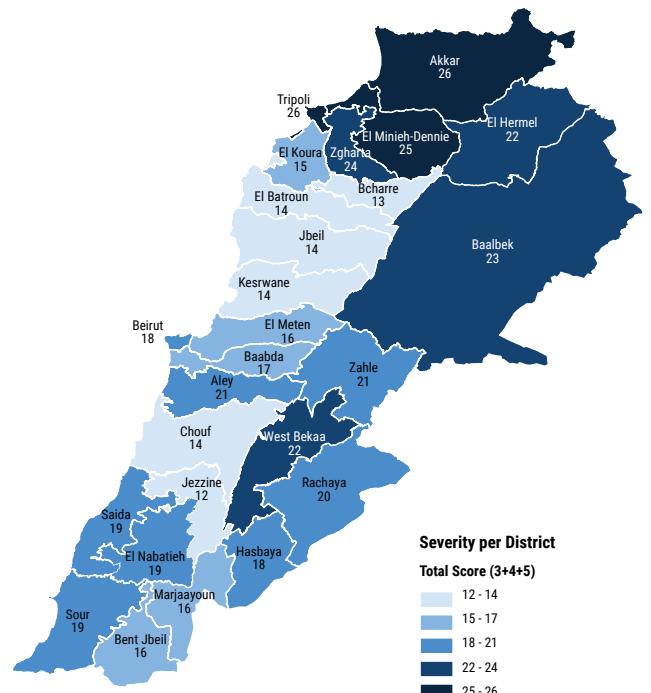 Akkar
26
Tripoli
26
El Hermel
22
El Minieh-Dennie
25
El Koura
15
Zgharta
24
Bcharre
13
El Batroun
14
Jbeil
14
Baalbek
23
Kesrwane
14
Beirut
18
El Meten
16
Baabda
17
Zahle
21
Aley
21
Chouf
14
West Bekaa
22
Jezzine
12
Rachaya
20
Saida
19
El Nabatieh
19
Hasbaya
18
Marjaayoun
16
Sour
19
Bent Jbeil
16
Severity per District
Total Score (3+4+5)
12 - 14
15 - 17
18 - 21
22 - 24
25 - 26